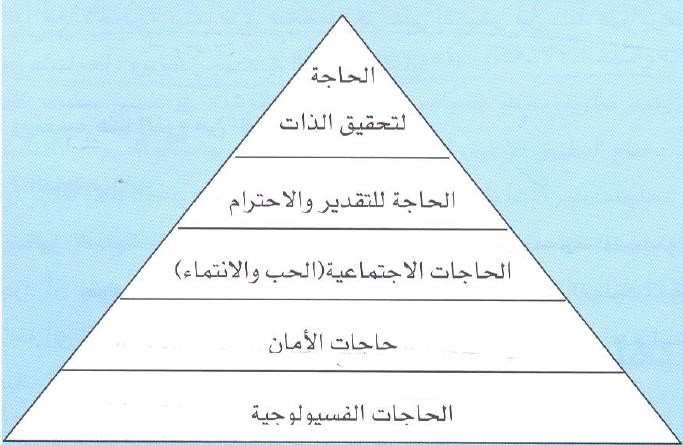 الحاجة
لتحقيق الذات
الحاجة للتقدير والاحترام
الحاجات الاجتماعية(الحب والانتماء)
حاجات الأمان
الحاجات الفسيولوجية